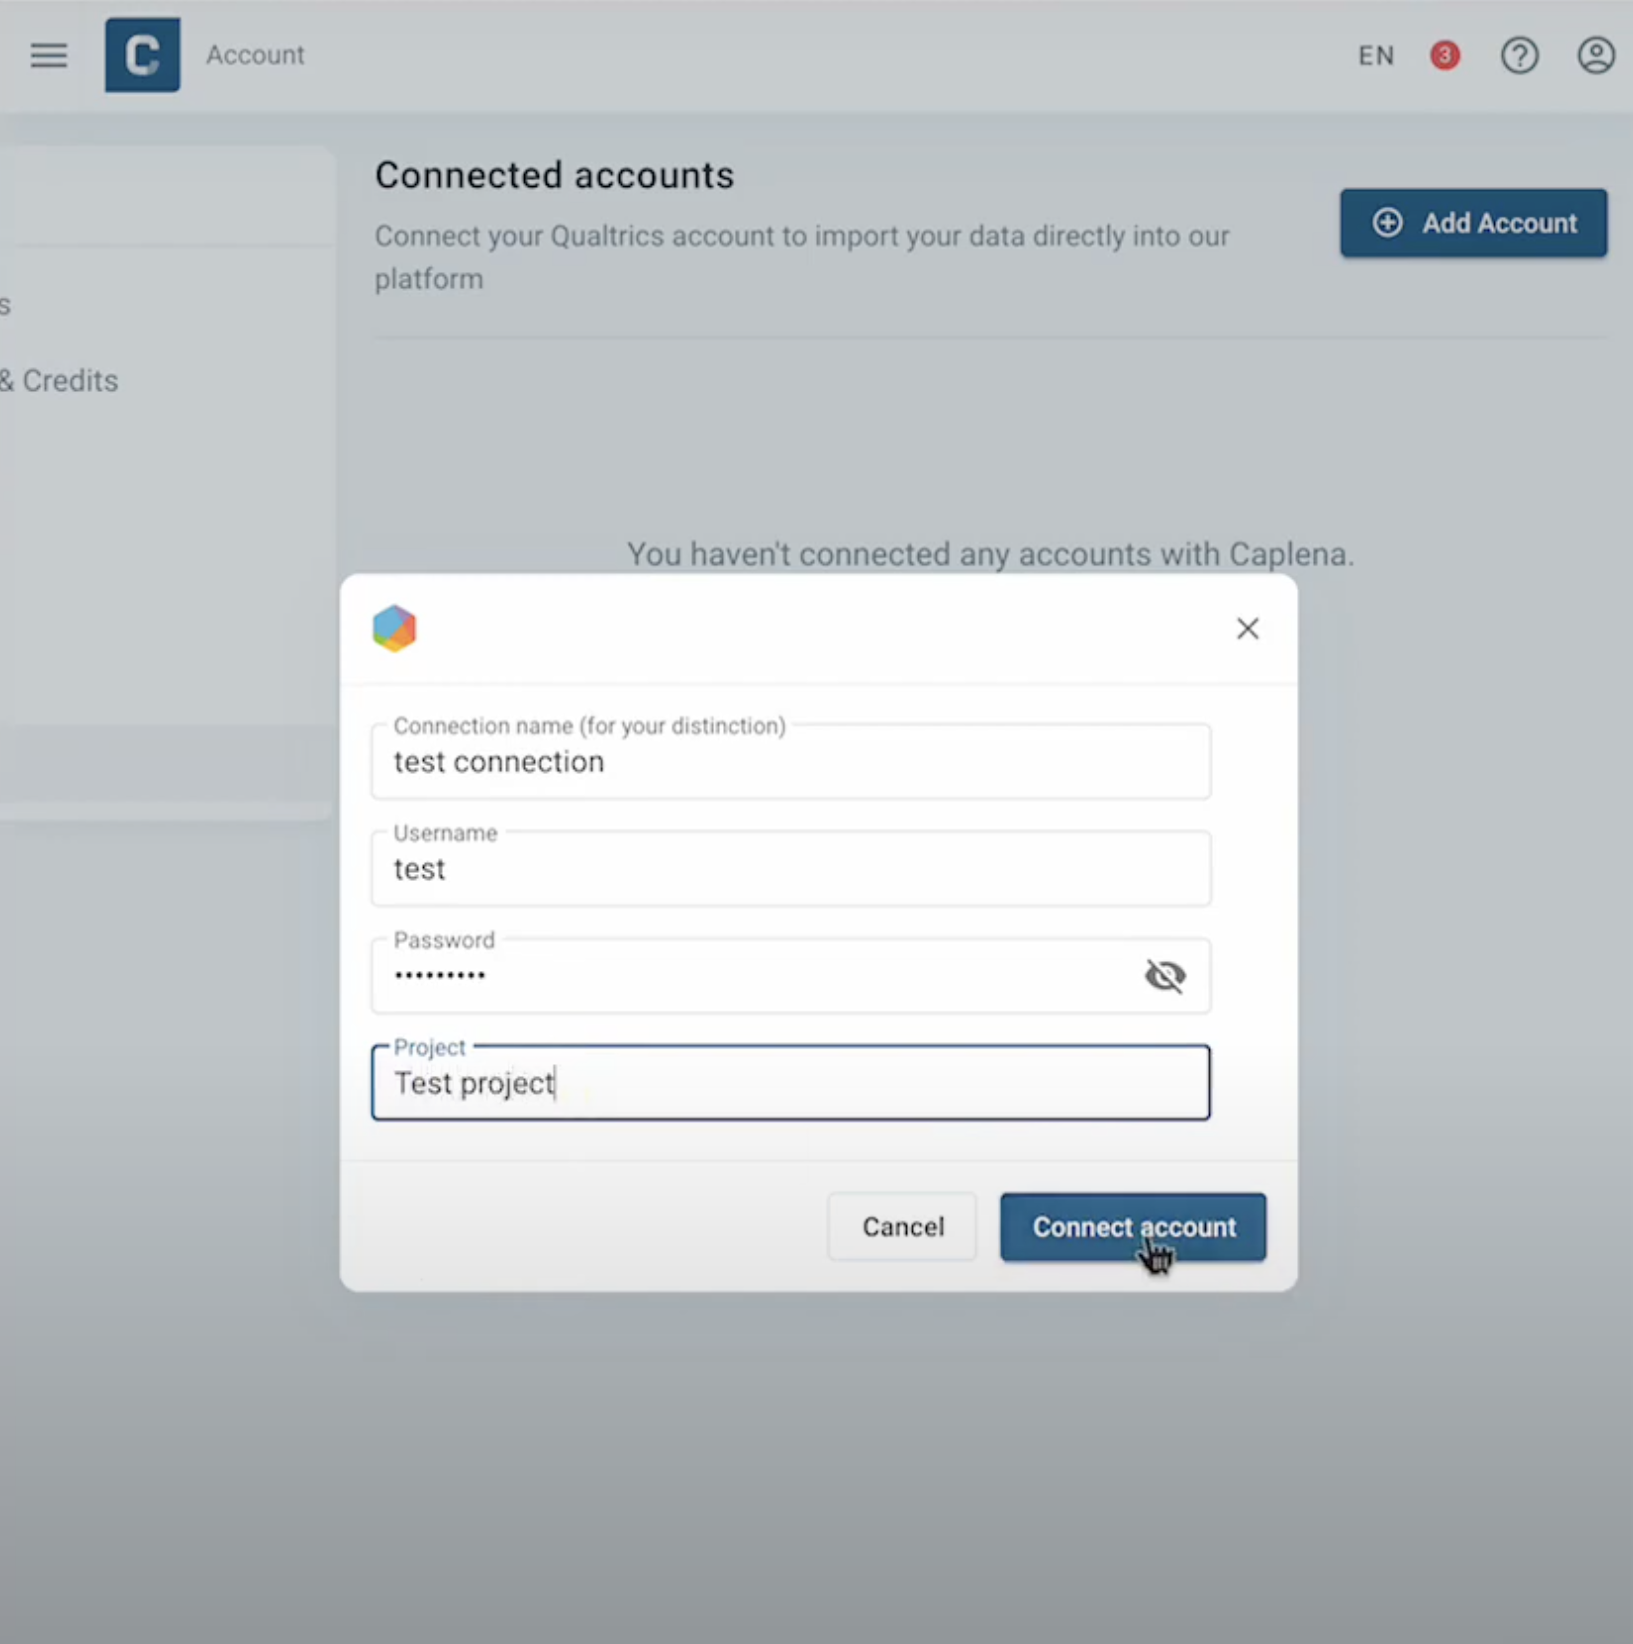 C Account EN 3 ?
Connected accounts
Connect your Qualtrics account to import your data directly into our
platform
Add Account
s
& Credits
You haven't connected any accounts with Caplena.
Connection name (for your distinction)
test connection
Username
test
Password
•••••••••
Project
Test project
Cancel
Connect account